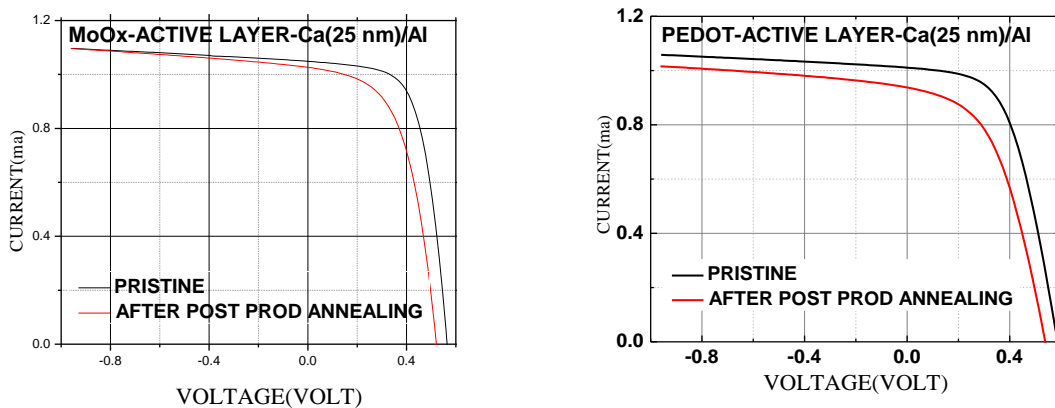 MoOx-ACTIVE LAYER-Ca(25 nm)/Al
1.2
0.8
0.4
0.0
CURRENT(ma)
PRISTINE
AFTER POST PROD ANNEALING
-0.8
-0.4
0.0
0.4
VOLTAGE(VOLT)
PEDOT-ACTIVE LAYER-Ca(25 nm)/Al
1.2
0.8
0.4
0.0
CURRENT(ma)
PRISTINE
AFTER POST PROD ANNEALING
-0.8
-0.4
0.0
0.4
VOLTAGE(VOLT)